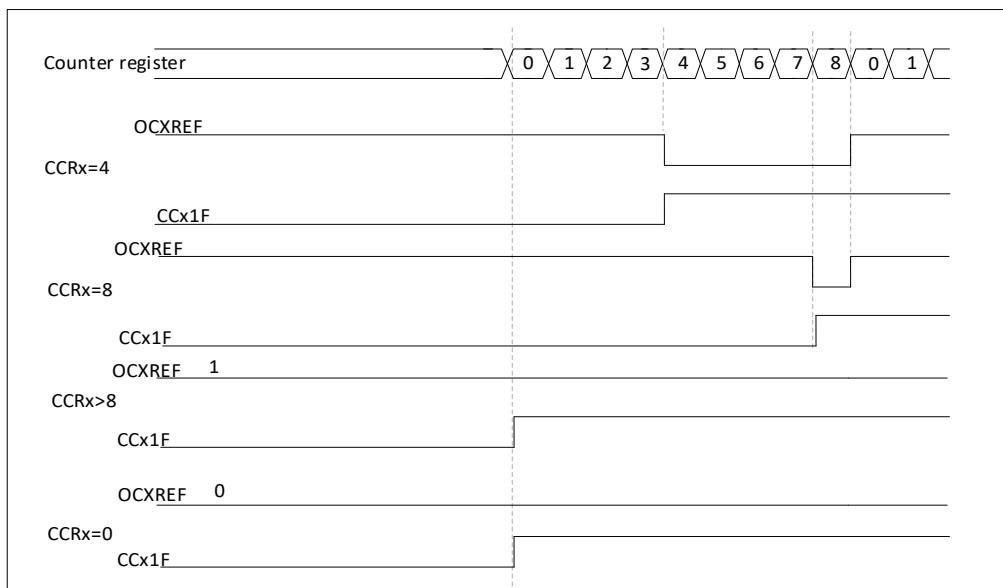 Counter register 0 1 2 3 4 5 6 7 8 0 1
OCXREF
CCRx=4
CCx1F
OCXREF
CCRx=8
CCx1F
OCXREF 1
CCRx>8
CCx1F
OCXREF 0
CCRx=0
CCx1F